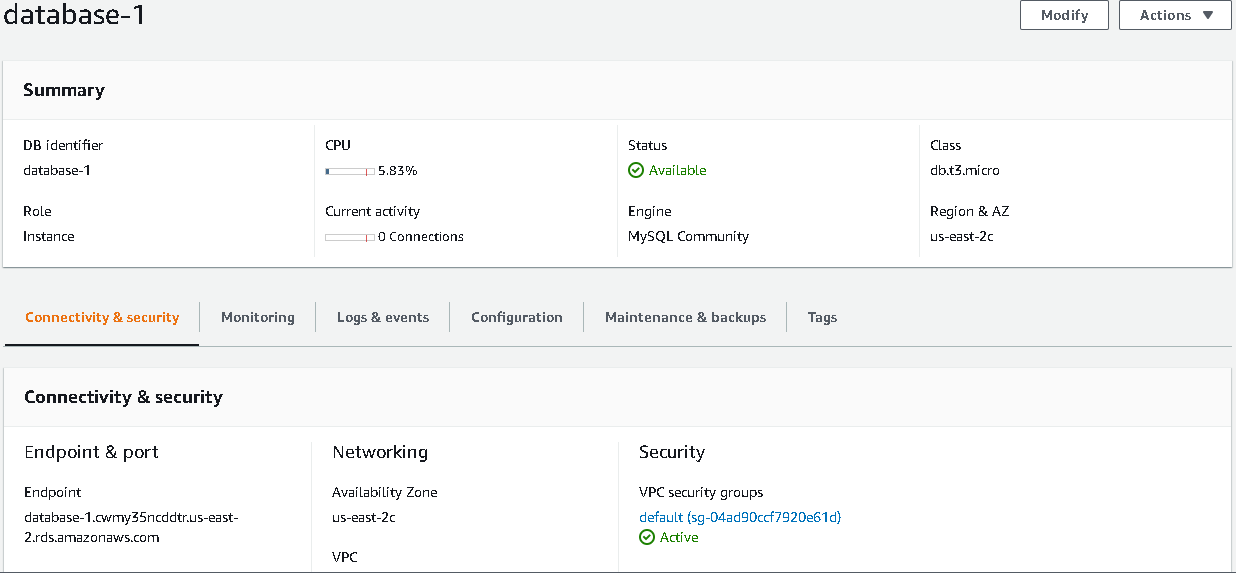 database-1
Modify
Actions
Summary
DB identifier
database-1
CPU
5.83%
Status
Available
Class
db.t3.micro
Role
Instance
Current activity
0 Connections
Engine
MySQL Community
Region & AZ
us-east-2c
Connectivity & security
Monitoring
Logs & events
Configuration
Maintenance & backups
Tags
Connectivity & security
Endpoint & port
Endpoint
database-1.cwmy35ncddtr.us-east-
2.rds.amazonaws.com
Networking
Availability Zone
us-east-2c
VPC
Security
VPC security groups
default (sg-04ad90ccf7920e61d)
Active